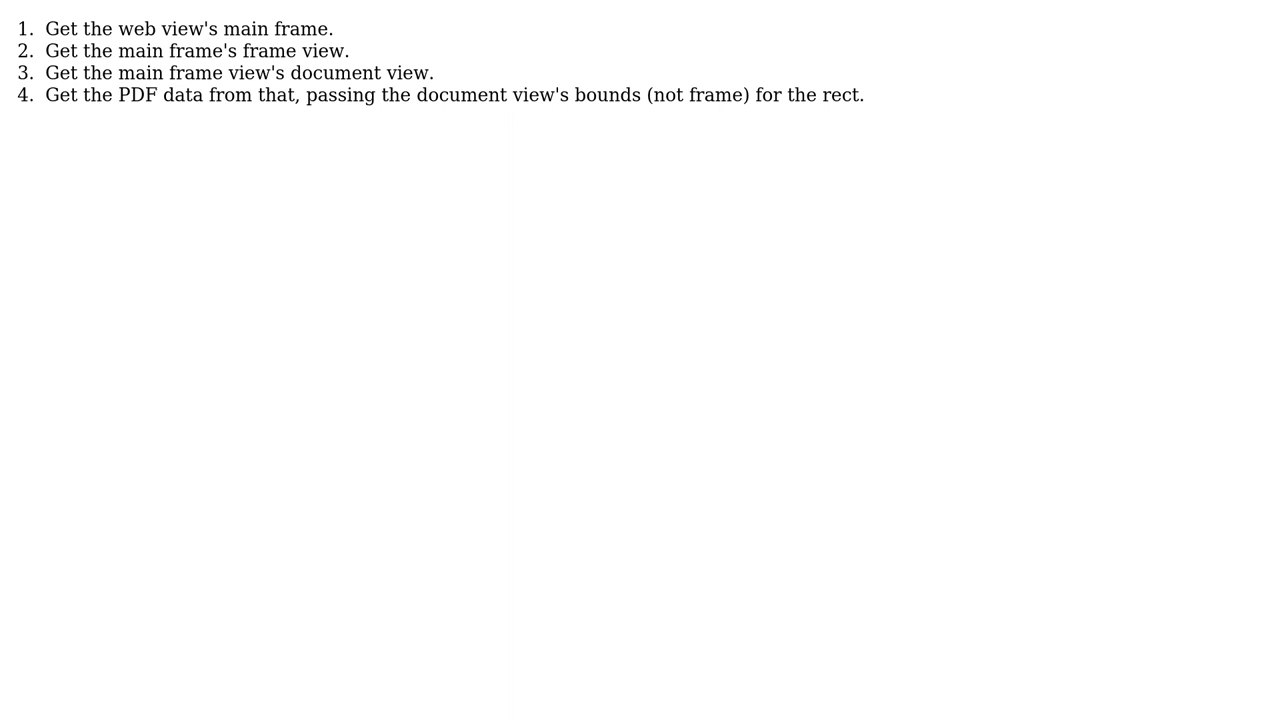 1. Get the web view's main frame.
2. Get the main frame's frame view.
3. Get the main frame view's document view.
4. Get the PDF data from that, passing the document view's bounds (not frame) for the rect.